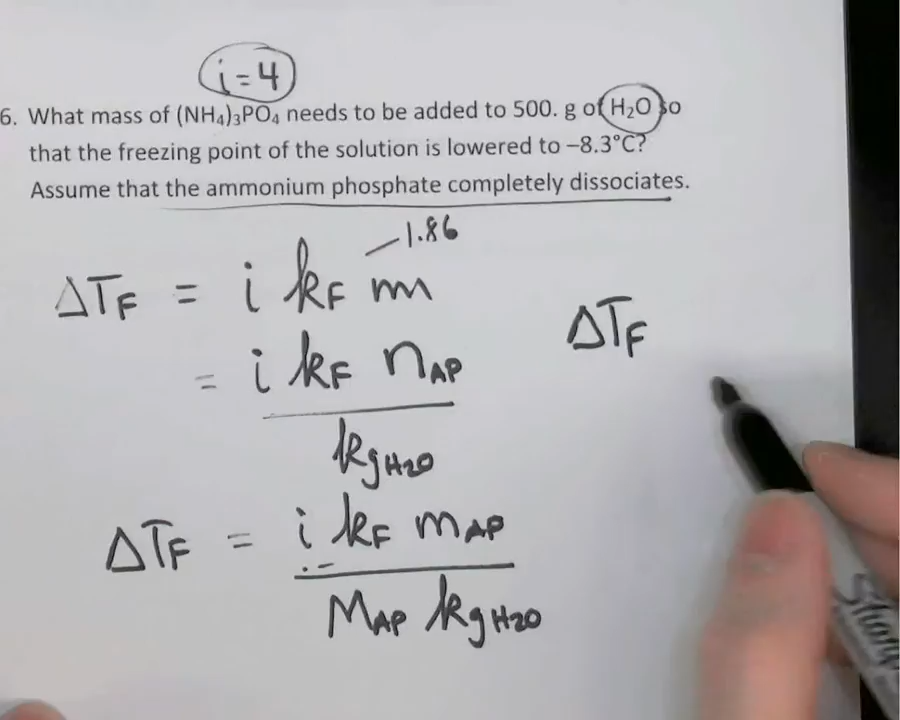 i = 4
6. What mass of (NH₄)₃PO₄ needs to be added to 500. g of H₂O so
that the freezing point of the solution is lowered to –8.3°C?
Assume that the ammonium phosphate completely dissociates.
1.86
ΔTF = i kF m
ΔTF
= i kF nAP
kgH2O
ΔTF = i kF mAP
MAP kgH2O